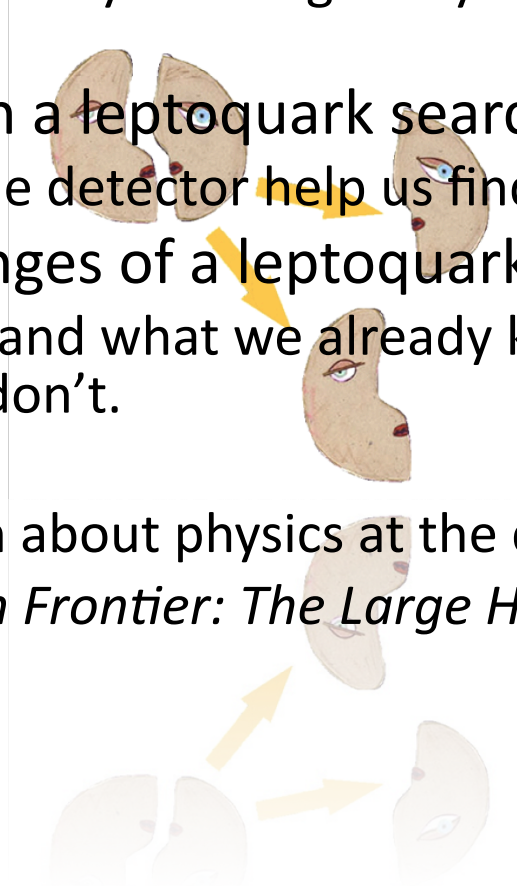 n a leptoquark searc
e detector help us find
nges of a leptoquark
and what we already k
don't.
n about physics at the
n Frontier: The Large H